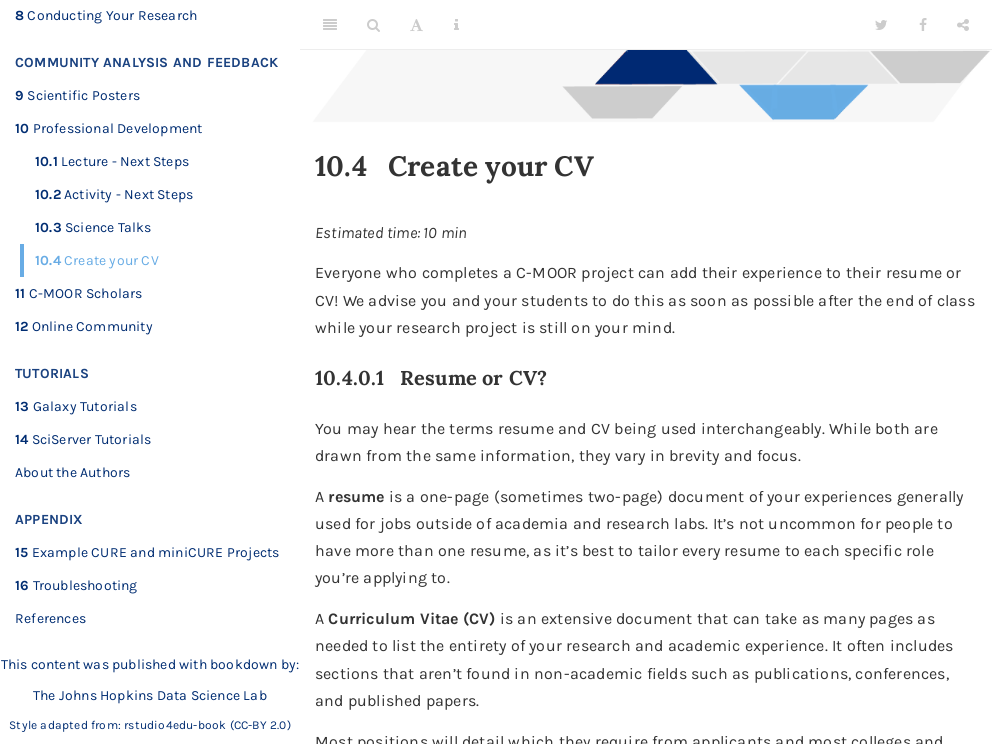 8 Conducting Your Research
COMMUNITY ANALYSIS AND FEEDBACK
9 Scientific Posters
10 Professional Development
10.1 Lecture - Next Steps
10.2 Activity - Next Steps
10.3 Science Talks
10.4 Create your CV
11 C-MOOR Scholars
12 Online Community
TUTORIALS
13 Galaxy Tutorials
14 SciServer Tutorials
About the Authors
APPENDIX
15 Example CURE and miniCURE Projects
16 Troubleshooting
References
This content was published with bookdown by:
The Johns Hopkins Data Science Lab
Style adapted from: rstudio4edu-book (CC-BY 2.0)
10.4 Create your CV
Estimated time: 10 min
Everyone who completes a C-MOOR project can add their experience to their resume or
CV! We advise you and your students to do this as soon as possible after the end of class
while your research project is still on your mind.
10.4.0.1 Resume or CV?
You may hear the terms resume and CV being used interchangeably. While both are
drawn from the same information, they vary in brevity and focus.
A resume is a one-page (sometimes two-page) document of your experiences generally
used for jobs outside of academia and research labs. It's not uncommon for people to
have more than one resume, as it's best to tailor every resume to each specific role
you're applying to.
A Curriculum Vitae (CV) is an extensive document that can take as many pages as
needed to list the entirety of your research and academic experience. It often includes
sections that aren't found in non-academic fields such as publications, conferences,
and published papers.
Most positions will detail which they require from applicants and most colleges and